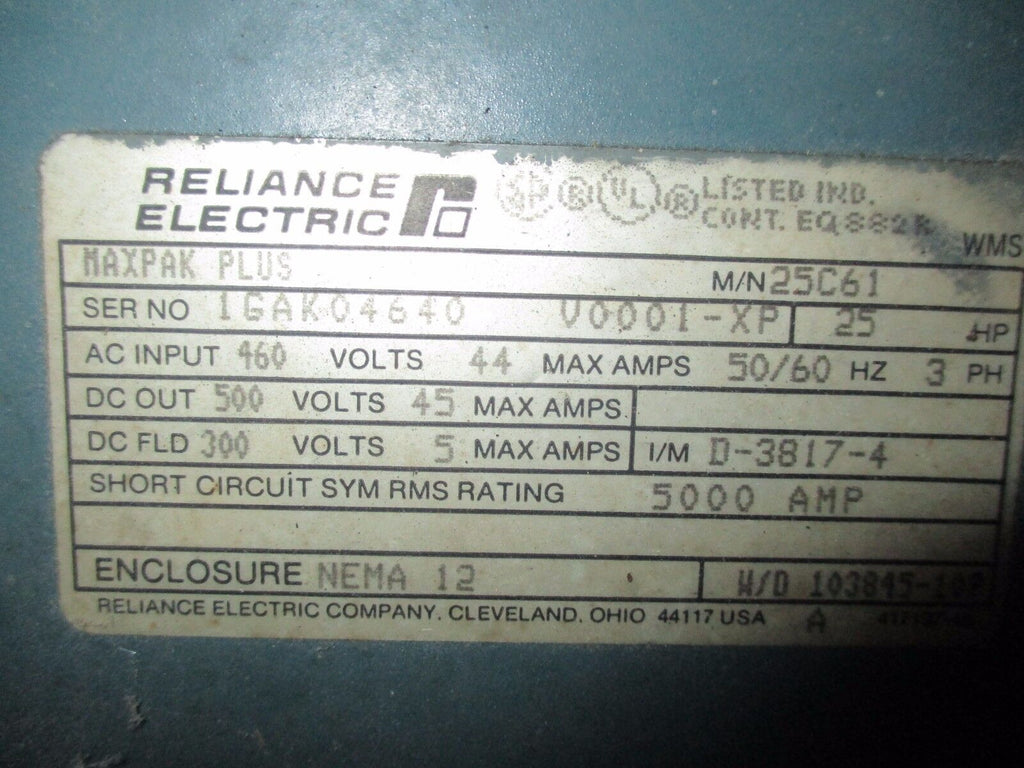 RELIANCE
ELECTRIC
SP ® UL ® LISTED IND.
CONT. EQ 882R
WMS
MAXPAK PLUS M/N 25C61
SER NO 1GAK04640 V0001-XP 25 HP
AC INPUT 460 VOLTS 44 MAX AMPS 50/60 HZ 3 PH
DC OUT 500 VOLTS 45 MAX AMPS
DC FLD 300 VOLTS 5 MAX AMPS I/M D-3817-4
SHORT CIRCUIT SYM RMS RATING 5000 AMP
ENCLOSURE NEMA 12 W/D
RELIANCE ELECTRIC COMPANY, CLEVELAND, OHIO 44117 USA A